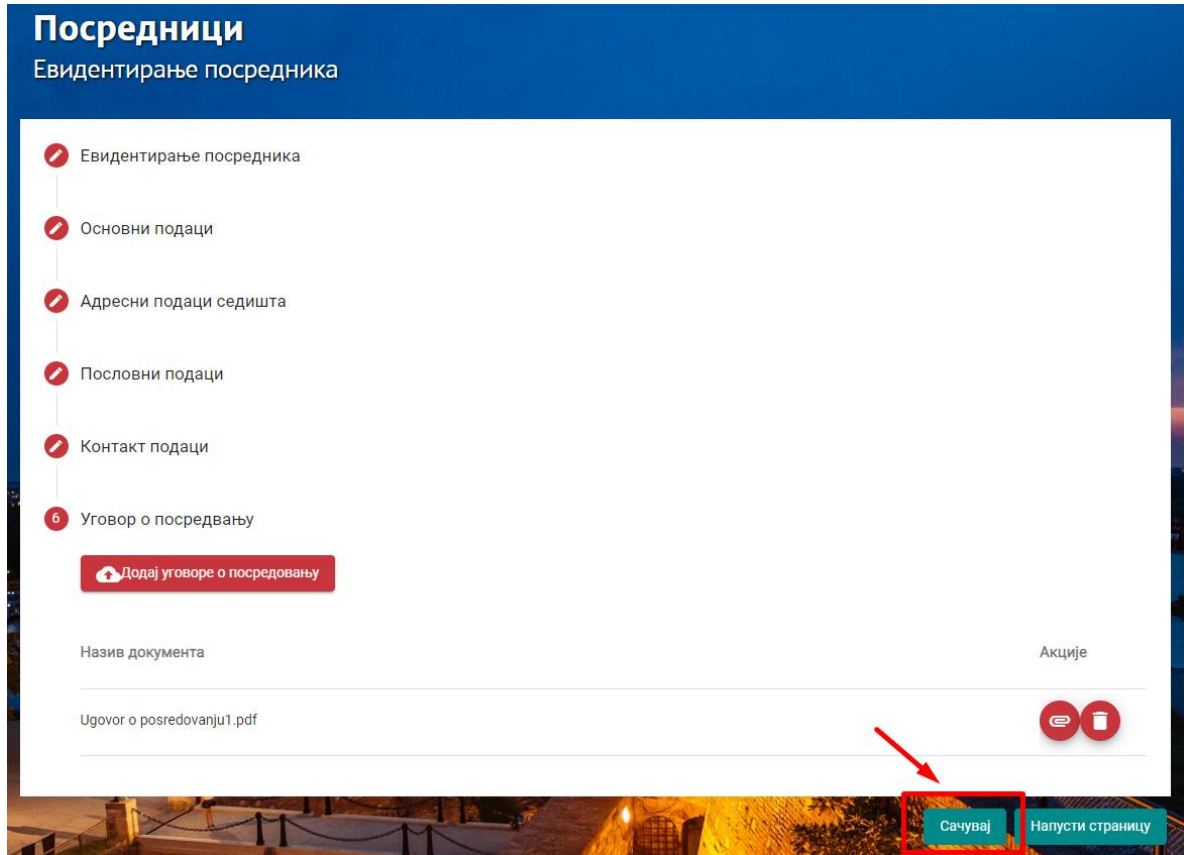 Посредници
Евидентирање посредника
Евидентирање посредника
Основни подаци
Адресни подаци седишта
Пословни подаци
Контакт подаци
6 Уговор о посредвању
Додај уговоре о посредовању
Назив документа Акције
Ugovor o posredovanju1.pdf
Сачувај Напусти страницу